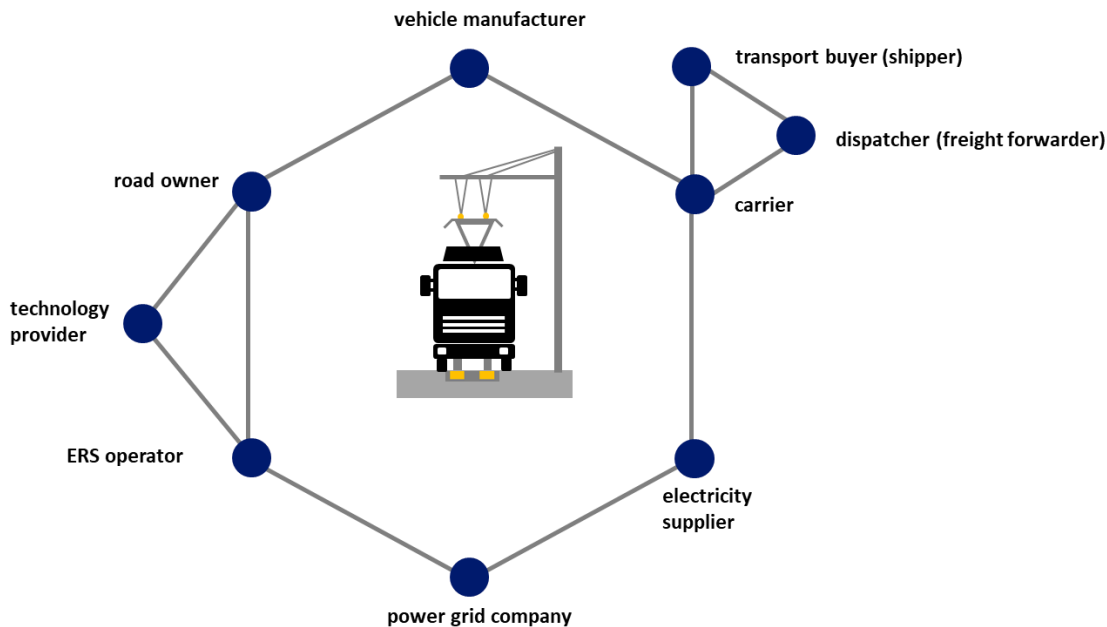 vehicle manufacturer
transport buyer (shipper)
dispatcher (freight forwarder)
road owner
carrier
technology
provider
ERS operator
electricity
supplier
power grid company